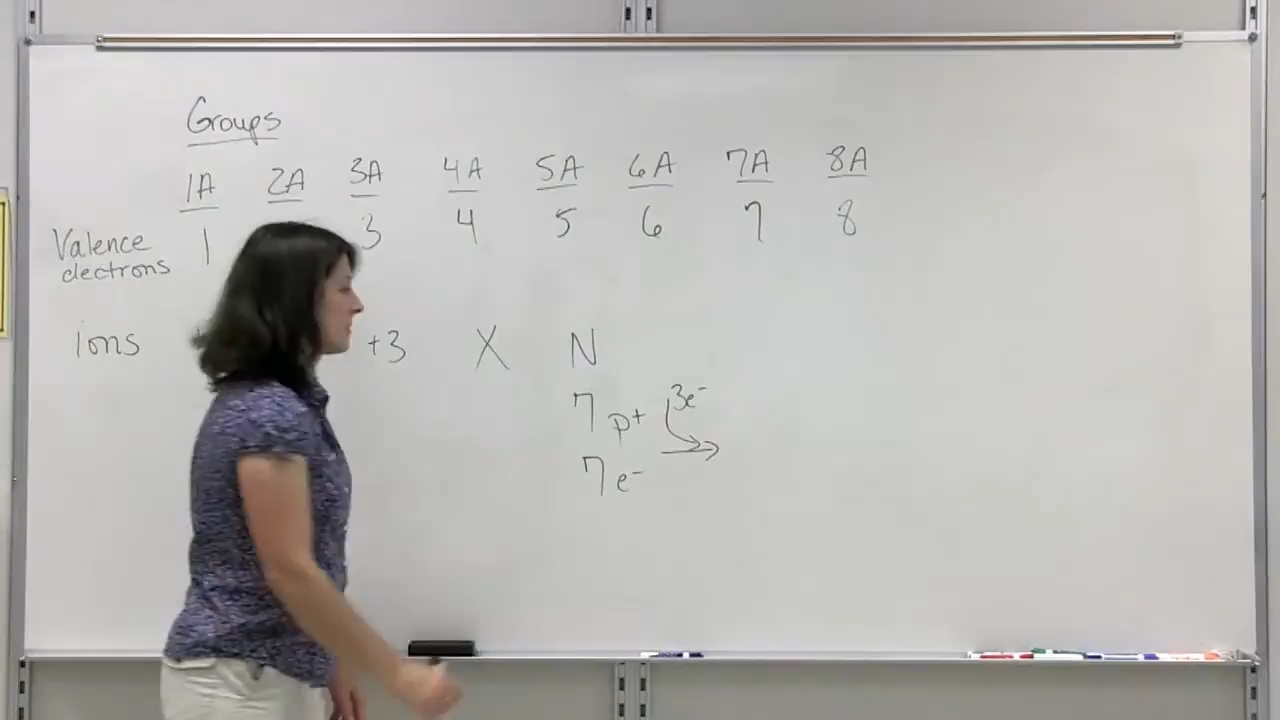 Groups
1A 2A 3A 4A 5A 6A 7A 8A
Valence electrons 1 3 4 5 6 7 8
ions +3 X N
7 p+ 3e-
7 e-